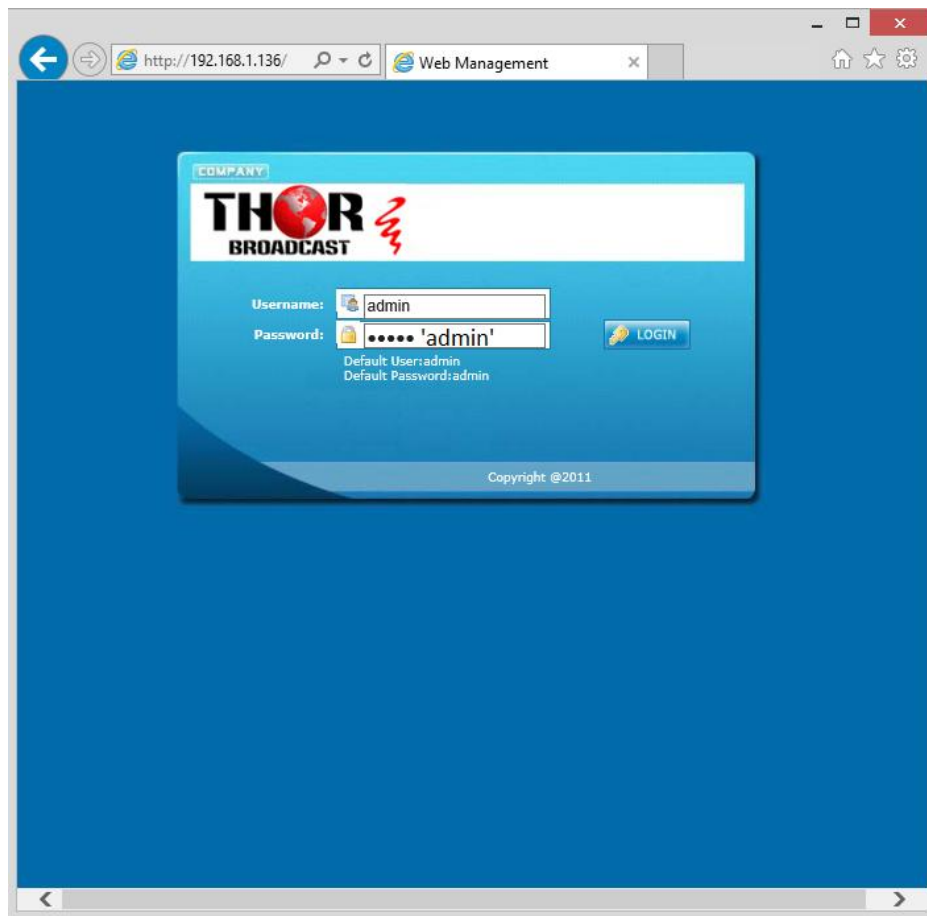 http://192.168.1.136/
Web Management
COMPANY
THOR
BROADCAST
Username: admin
Password: ••••• 'admin'
LOGIN
Default User:admin
Default Password:admin
Copyright @2011